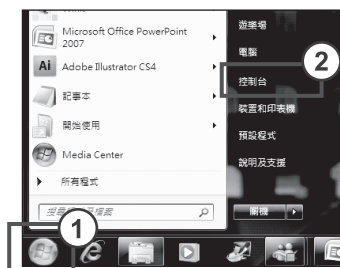 Microsoft Office PowerPoint
2007
Ai Adobe Illustrator CS4
記事本
開始使用
Media Center
所有程式
遊樂場
電腦
控制台
2
裝置和印表機
預設程式
說明及支援
關機
1